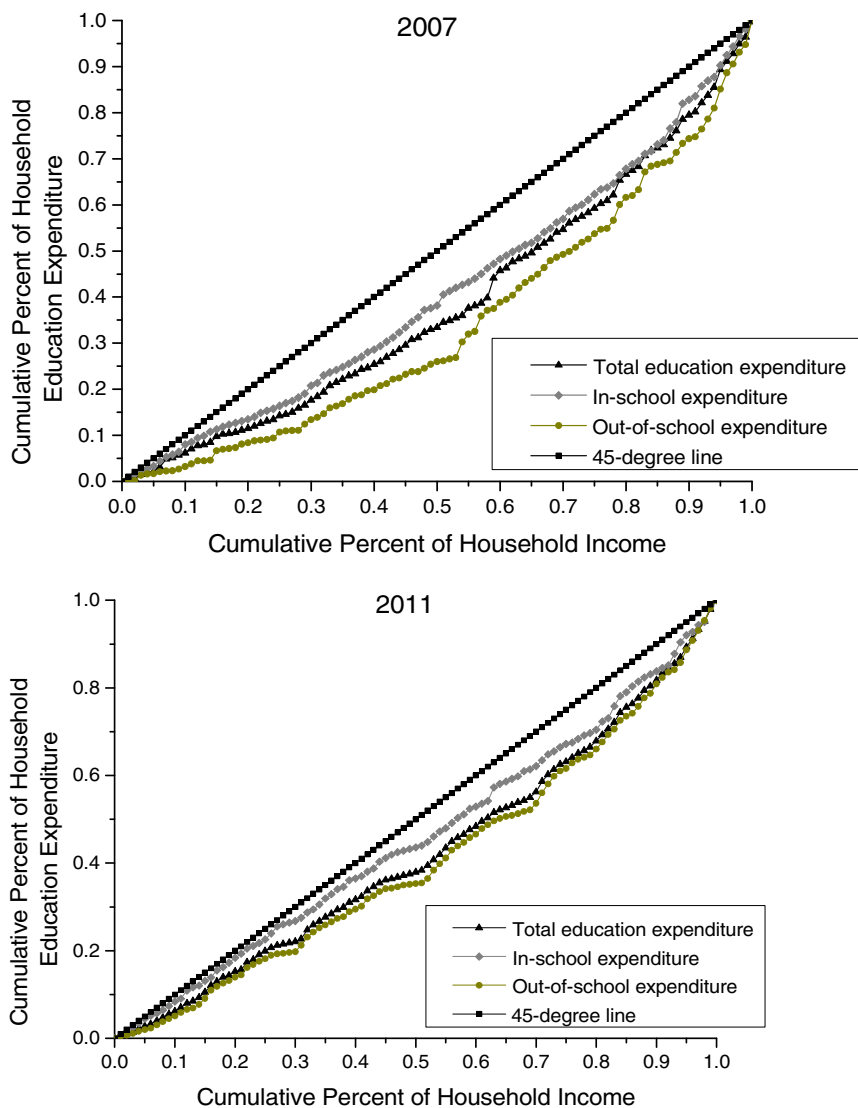 2007
1.0
0.9
0.8
0.7
0.6
0.5
0.4
0.3
0.2
0.1
0.0
Cumulative Percent of Household
Education Expenditure
Total education expenditure
In-school expenditure
Out-of-school expenditure
45-degree line
0.0 0.1 0.2 0.3 0.4 0.5 0.6 0.7 0.8 0.9 1.0
Cumulative Percent of Household Income
2011
1.0
0.8
0.6
0.4
0.2
0.0
Cumulative Percent of Household
Education Expenditure
Total education expenditure
In-school expenditure
Out-of-school expenditure
45-degree line
0.0 0.1 0.2 0.3 0.4 0.5 0.6 0.7 0.8 0.9 1.0
Cumulative Percent of Household Income